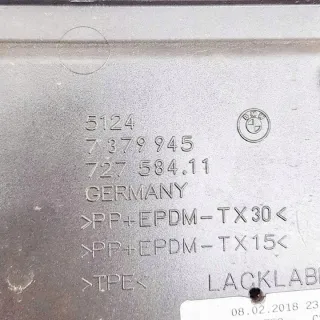 5124
7 379 945
727 584.11
GERMANY
>PP+EPDM-TX30<
>PP+EPDM-TX15<
>TPE<
LACKLAB
08.02.2018 23